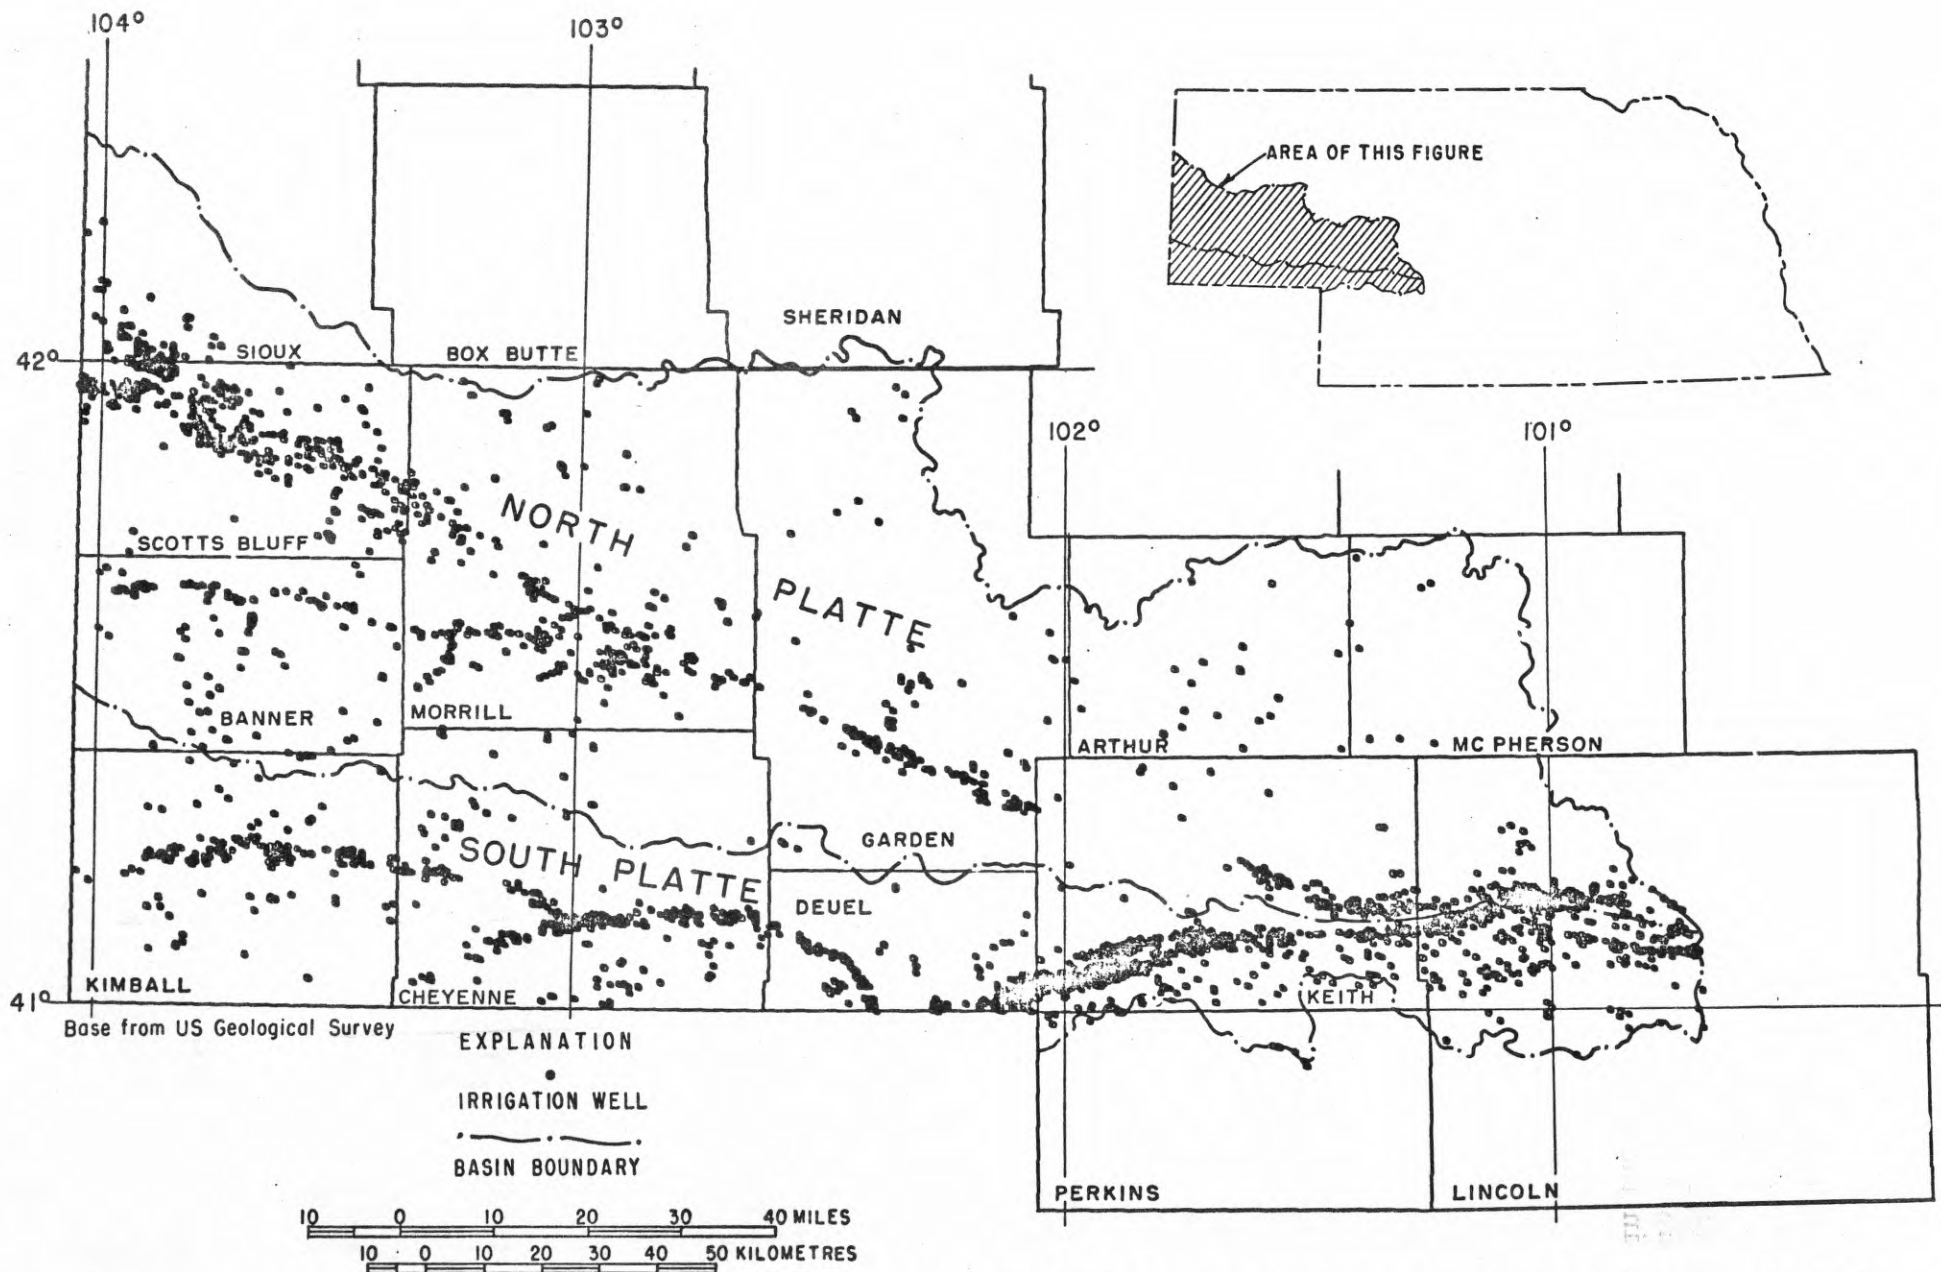 104°
103°
AREA OF THIS FIGURE
SHERIDAN
42°
SIOUX
BOX BUTTE
102°
101°
NORTH
PLATTE
SCOTTS BLUFF
BANNER
MORRILL
ARTHUR
MC PHERSON
GARDEN
SOUTH PLATTE
DEUEL
KIMBALL
CHEYENNE
KEITH
41°
Base from US Geological Survey
EXPLANATION
IRRIGATION WELL
BASIN BOUNDARY
PERKINS
LINCOLN
10 0 10 20 30 40 MILES
10 0 10 20 30 40 50 KILOMETRES